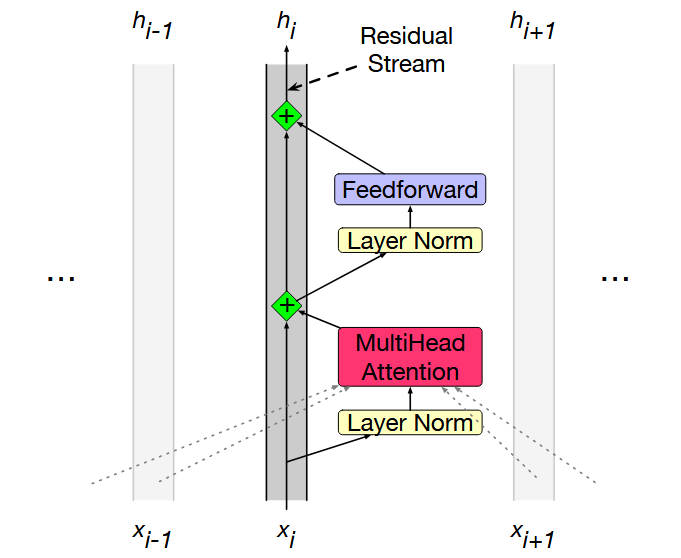 h_{i-1} h_i h_{i+1}
Residual
Stream
+
Feedforward
Layer Norm
... ...
+
MultiHead
Attention
Layer Norm
x_{i-1} x_i x_{i+1}